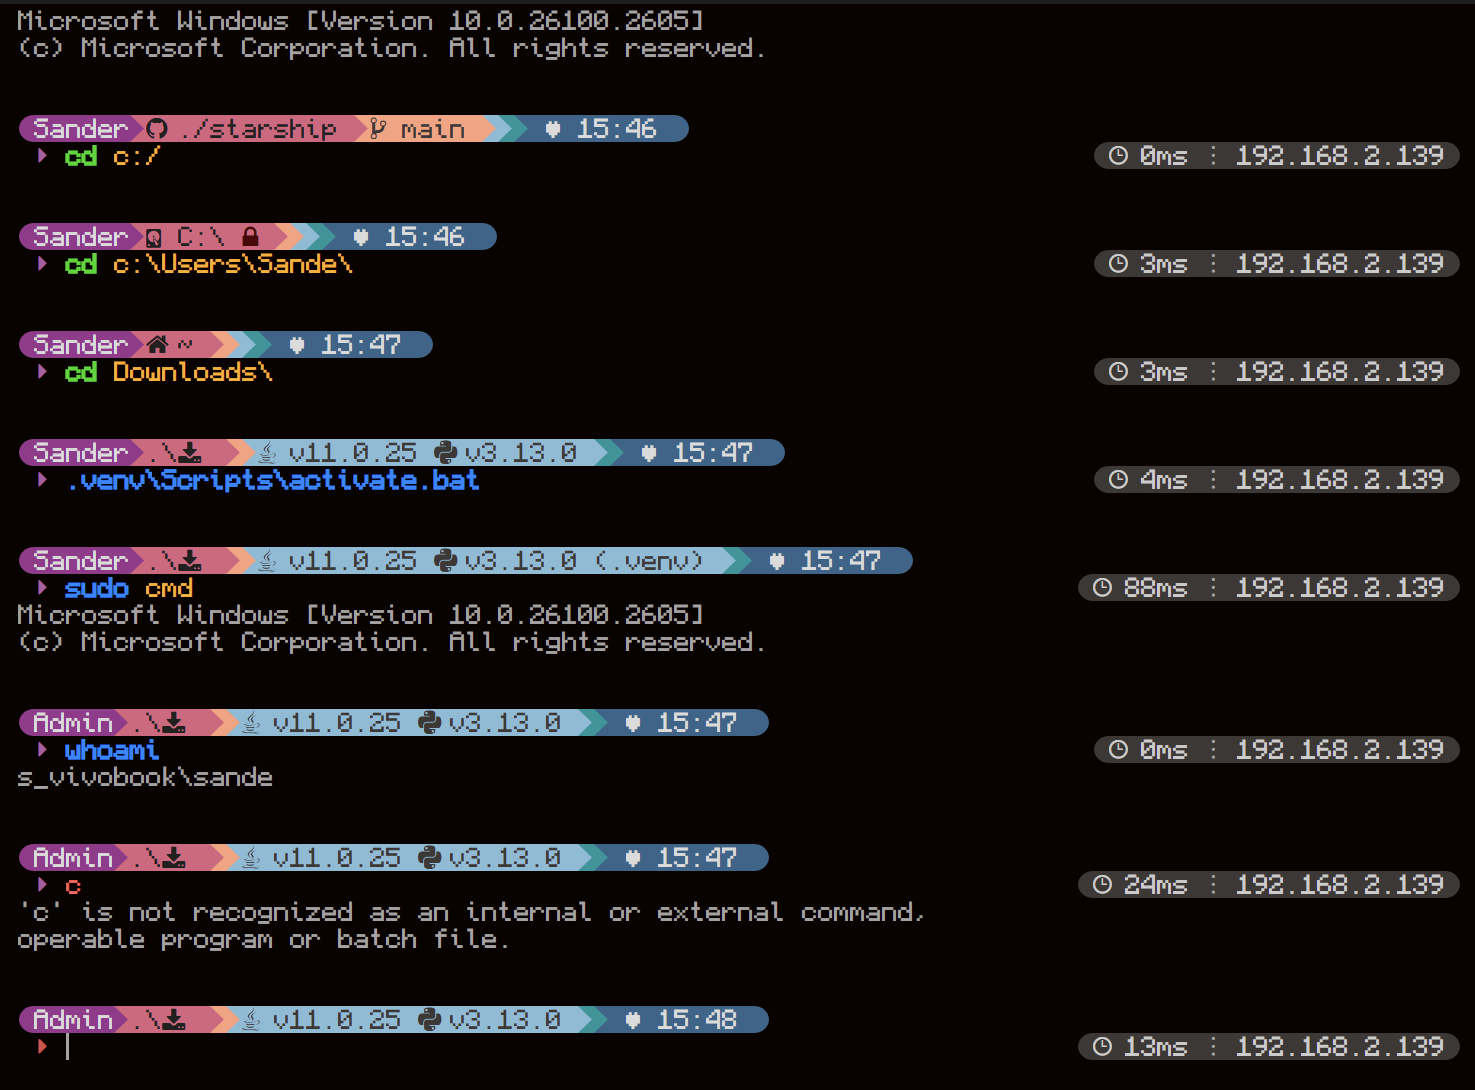 Microsoft Windows [Version 10.0.26100.2605]
(c) Microsoft Corporation. All rights reserved.
Sander ./starship main 15:46
cd c:/ 0ms : 192.168.2.139
Sander C:\ 15:46
cd c:\Users\Sande\ 3ms : 192.168.2.139
Sander ~ 15:47
cd Downloads\ 3ms : 192.168.2.139
Sander .\ v11.0.25 v3.13.0 15:47
.venv\Scripts\activate.bat 4ms : 192.168.2.139
Sander .\ v11.0.25 v3.13.0 (.venv) 15:47
sudo cmd 88ms : 192.168.2.139
Microsoft Windows [Version 10.0.26100.2605]
(c) Microsoft Corporation. All rights reserved.
Admin .\ v11.0.25 v3.13.0 15:47
whoami 0ms : 192.168.2.139
s_vivobook\sande
Admin .\ v11.0.25 v3.13.0 15:47
c 24ms : 192.168.2.139
'c' is not recognized as an internal or external command,
operable program or batch file.
Admin .\ v11.0.25 v3.13.0 15:48
13ms : 192.168.2.139